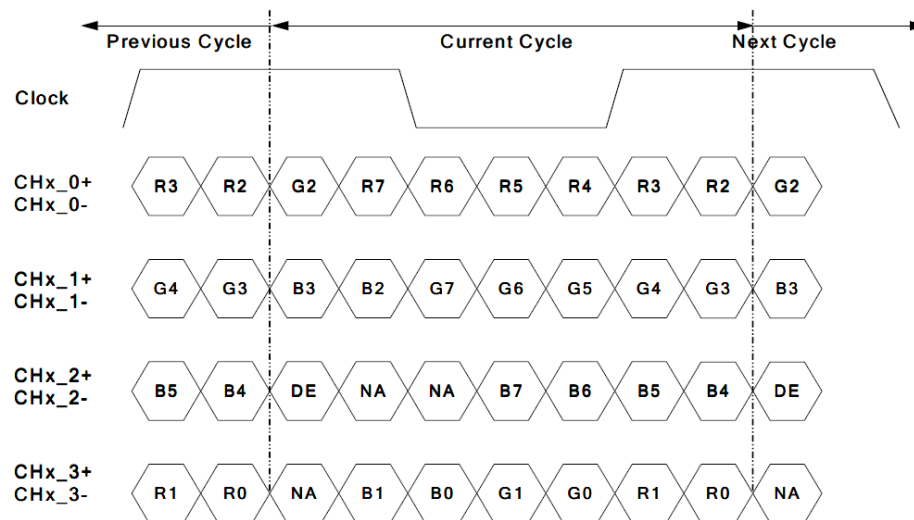 Previous Cycle Current Cycle Next Cycle
Clock
CHx_0+
CHx_0-
R3 R2 G2 R7 R6 R5 R4 R3 R2 G2
CHx_1+
CHx_1-
G4 G3 B3 B2 G7 G6 G5 G4 G3 B3
CHx_2+
CHx_2-
B5 B4 DE NA NA B7 B6 B5 B4 DE
CHx_3+
CHx_3-
R1 R0 NA B1 B0 G1 G0 R1 R0 NA